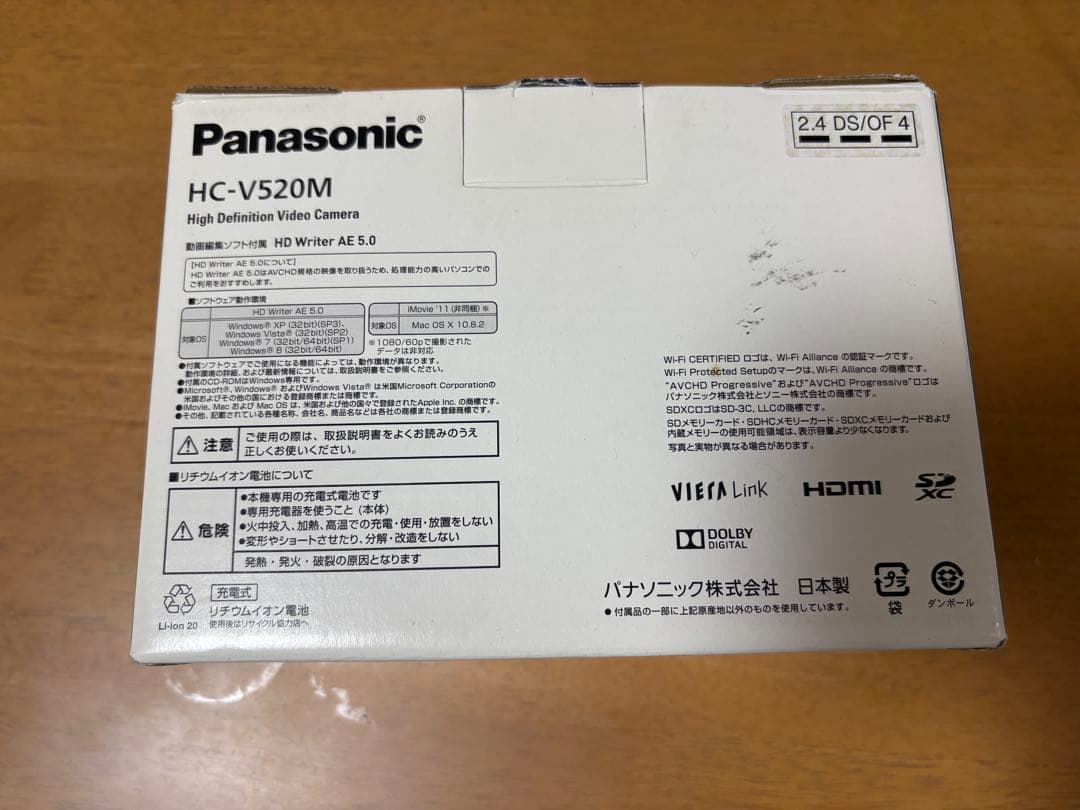 Panasonic®
2.4 DS/OF 4
HC-V520M
High Definition Video Camera
動画編集ソフト付属 HD Writer AE 5.0
[HD Writer AE 5.0について]
HD Writer AE 5.0はAVCHD規格の映像を取り扱うため、処理能力の高いパソコンでの
ご利用をおすすめします。
■ソフトウェア動作環境
HD Writer AE 5.0
対象OS
Windows® XP (32bit)(SP3)、
Windows Vista® (32bit)(SP2)
Windows® 7 (32bit/64bit)(SP1)
Windows® 8 (32bit/64bit)
iMovie '11 (非同梱) ※
対象OS Mac OS X 10.8.2
※1080/60pで撮影された
データは非対応
●付属ソフトウェアでご使用になる機能によっては、動作環境が異なります。
動作環境の詳細、および最新情報については、取扱説明書をご参照ください。
●付属のCD-ROMはWindows専用です。
●Microsoft®、Windows® およびWindows Vista® は米国Microsoft Corporationの
米国およびその他の国における登録商標または商標です。
●iMovie、Mac および Mac OS は、米国および他の国々で登録されたApple Inc. の商標です。
●その他、記載されている各種名称、会社名、商品名などは各社の商標または登録商標です。
注意
ご使用の際は、取扱説明書をよくお読みのうえ
正しくお使いください。
■リチウムイオン電池について
危険
●本機専用の充電式電池です
●専用充電器を使うこと (本体)
●火中投入、加熱、高温での充電・使用・放置をしない
●変形やショートさせたり、分解・改造をしない
発熱・発火・破裂の原因となります
Li-ion 20
充電式
リチウムイオン電池
使用後はリサイクル協力店へ
Wi-Fi CERTIFIED ロゴは、Wi-Fi Alliance の認証マークです。
Wi-Fi Protected Setupのマークは、Wi-Fi Alliance の商標です。
"AVCHD Progressive"および"AVCHD Progressive"ロゴは
パナソニック株式会社とソニー株式会社の商標です。
SDXCロゴはSD-3C, LLCの商標です。
SDメモリーカード・SDHCメモリーカード・SDXCメモリーカードおよび
内蔵メモリーの使用可能領域は、表示容量より少なくなります。
写真と実物が異なる場合があります。
VIERA Link HDMI SD XC
DOLBY
DIGITAL
パナソニック株式会社 日本製
●付属品の一部に上記原産地以外のものを使用しています。
プラ
袋
ダンボール